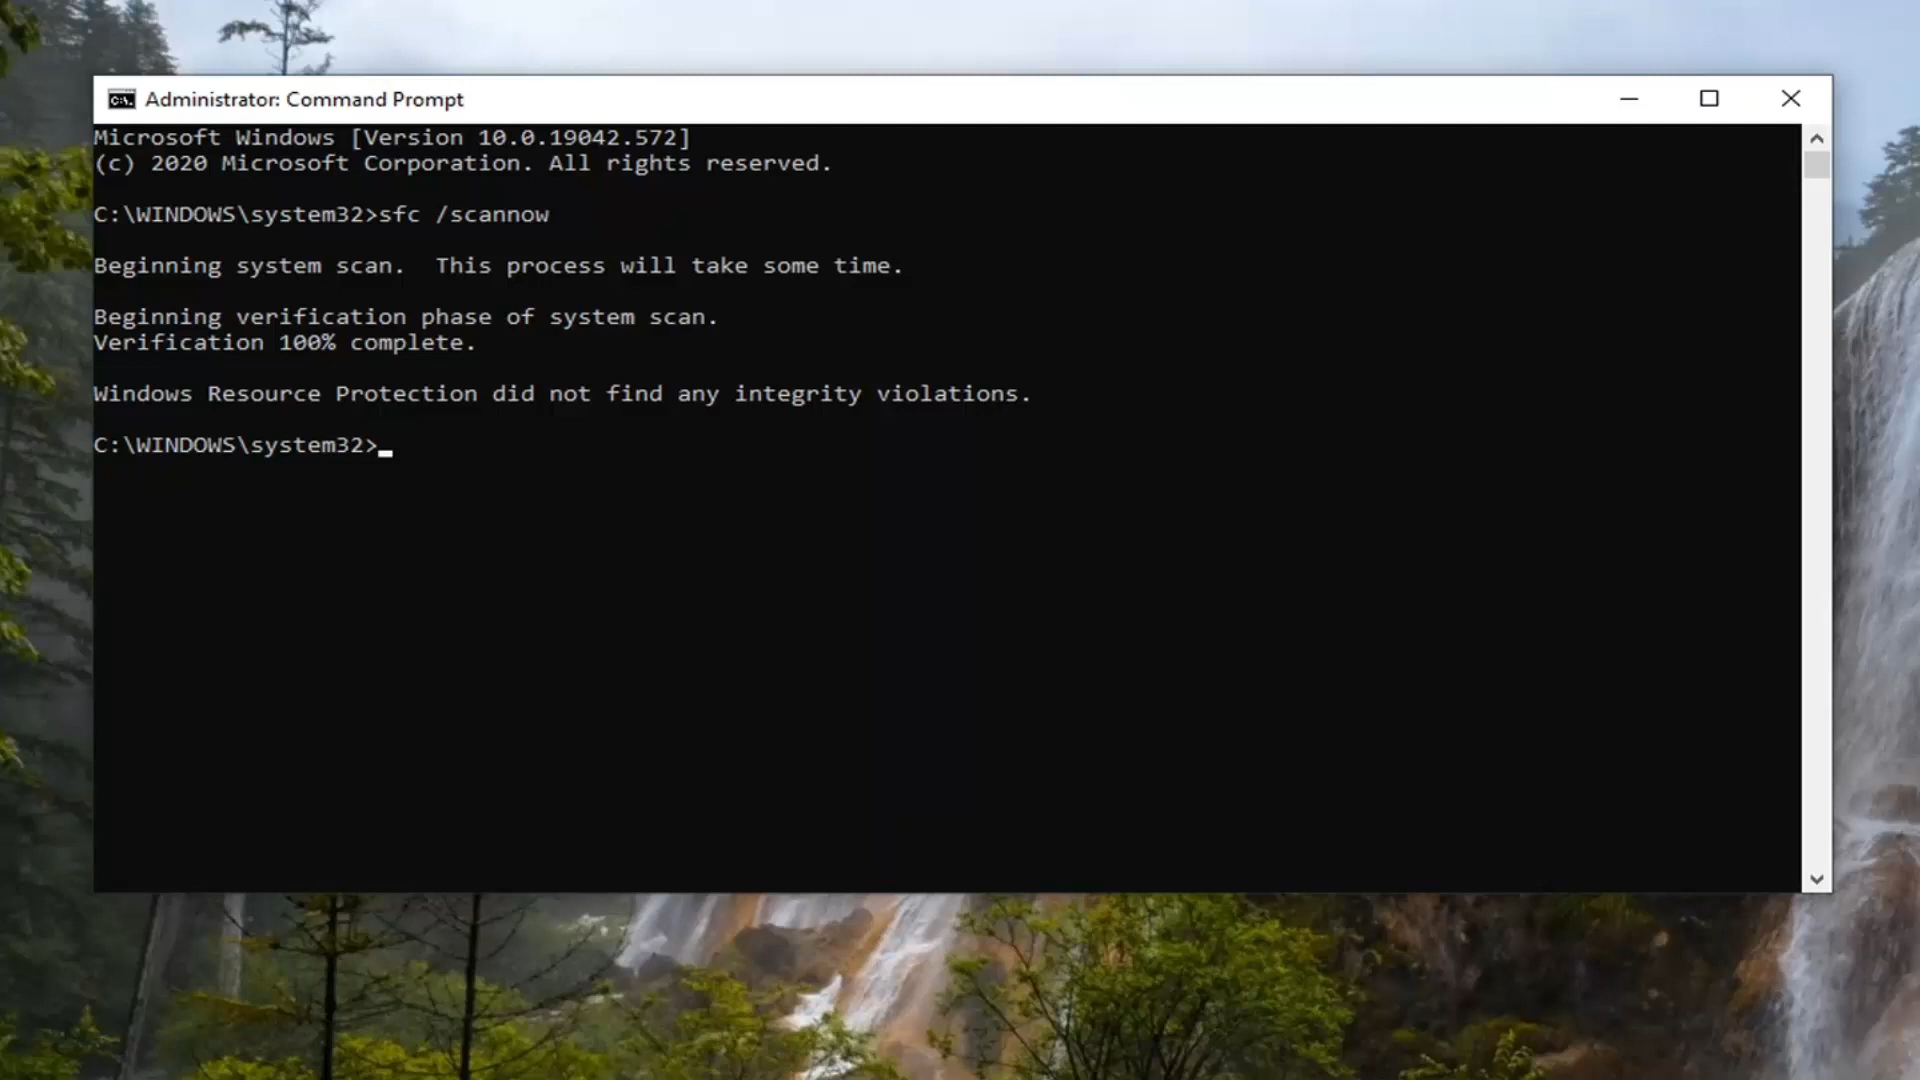 Administrator: Command Prompt
Microsoft Windows [Version 10.0.19042.572]
(c) 2020 Microsoft Corporation. All rights reserved.
C:\WINDOWS\system32>sfc /scannow
Beginning system scan.  This process will take some time.
Beginning verification phase of system scan.
Verification 100% complete.
Windows Resource Protection did not find any integrity violations.
C:\WINDOWS\system32>